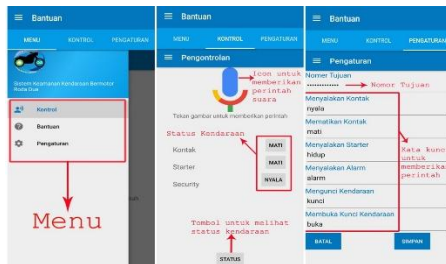 Bantuan
MENU KONTROL PENGATURAN
Sistem Keamanan Kendaraan Bermotor
Roda Dua
Kontrol
Bantuan
Pengaturan
Menu
Bantuan
MENU KONTROL PENGATURAN
Pengontrolan
Icon untuk
memberikan
perintah
suara
Tekan gambar untuk memberikan perintah
Status Kendaraan
Kontak MATI
Starter MATI
Security NYALA
Tombol untuk melihat
status kendaraan
STATUS
Bantuan
MENU KONTROL PENGATURAN
Pengaturan
Nomer Tujuan
Nomor Tujuan
Menyalakan Kontak
nyala
Mematikan Kontak
mati
Menyalakan Starter
hidup
Menyalakan Alarm
alarm
Mengunci Kendaraan
kunci
Membuka Kunci Kendaraan
buka
Kata kunci
untuk
memberikan
perintah
BATAL SIMPAN